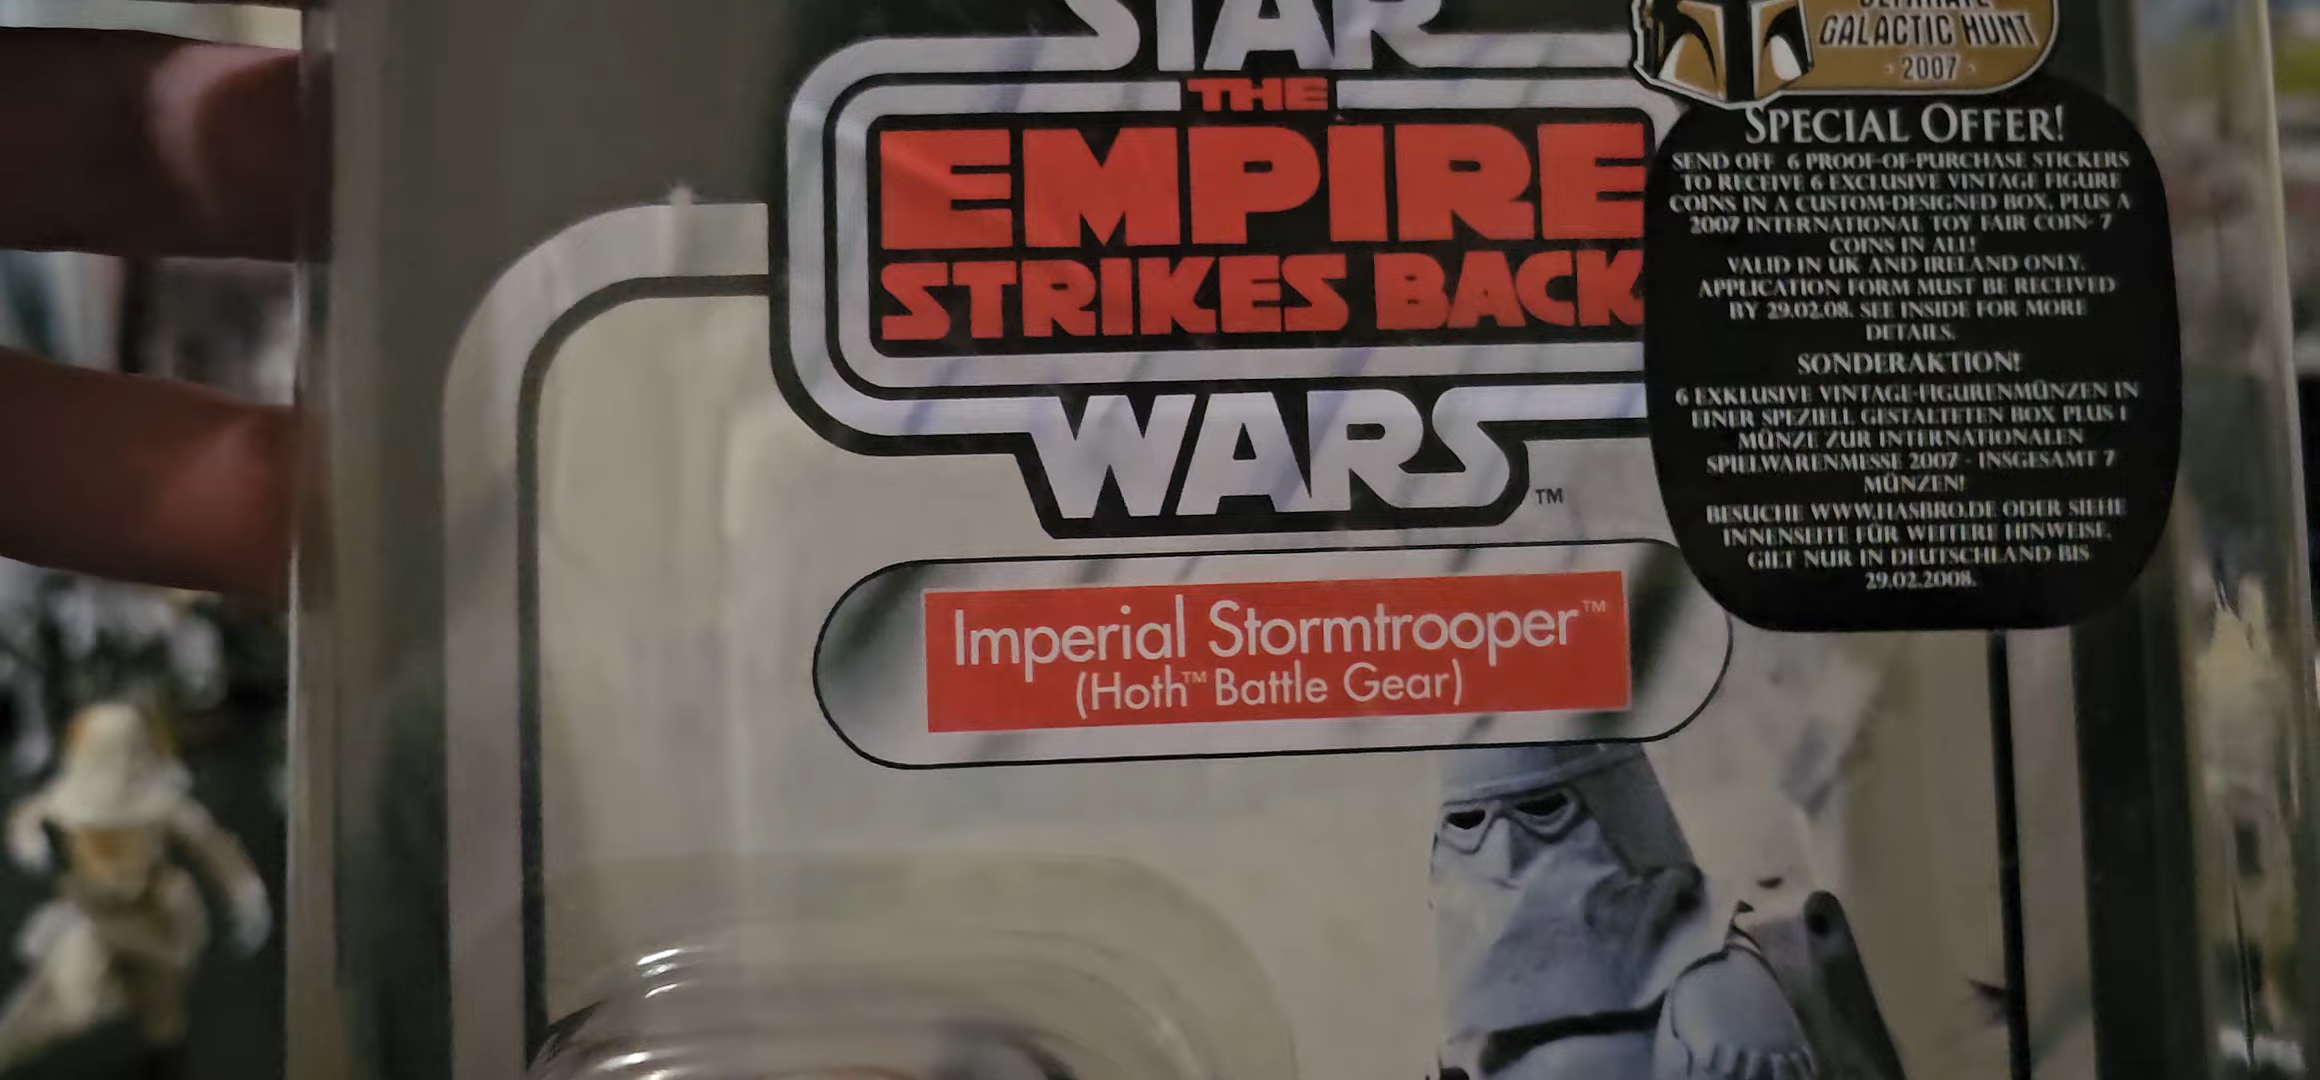 STAR
THE
EMPIRE
STRIKES BACK
WARS™
Imperial Stormtrooper™
(Hoth™ Battle Gear)
ULTIMATE
GALACTIC HUNT
· 2007 ·
SPECIAL OFFER!
SEND OFF 6 PROOF-OF-PURCHASE STICKERS
TO RECEIVE 6 EXCLUSIVE VINTAGE FIGURE
COINS IN A CUSTOM-DESIGNED BOX, PLUS A
2007 INTERNATIONAL TOY FAIR COIN- 7
COINS IN ALL!
VALID IN UK AND IRELAND ONLY.
APPLICATION FORM MUST BE RECEIVED
BY 29.02.08. SEE INSIDE FOR MORE
DETAILS.
SONDERAKTION!
6 EXKLUSIVE VINTAGE-FIGURENMÜNZEN IN
EINER SPEZIELL GESTALTETEN BOX PLUS 1
MÜNZE ZUR INTERNATIONALEN
SPIELWARENMESSE 2007 - INSGESAMT 7
MÜNZEN!
BESUCHE WWW.HASBRO.DE ODER SIEHE
INNENSEITE FÜR WEITERE HINWEISE.
GILT NUR IN DEUTSCHLAND BIS
29.02.2008.